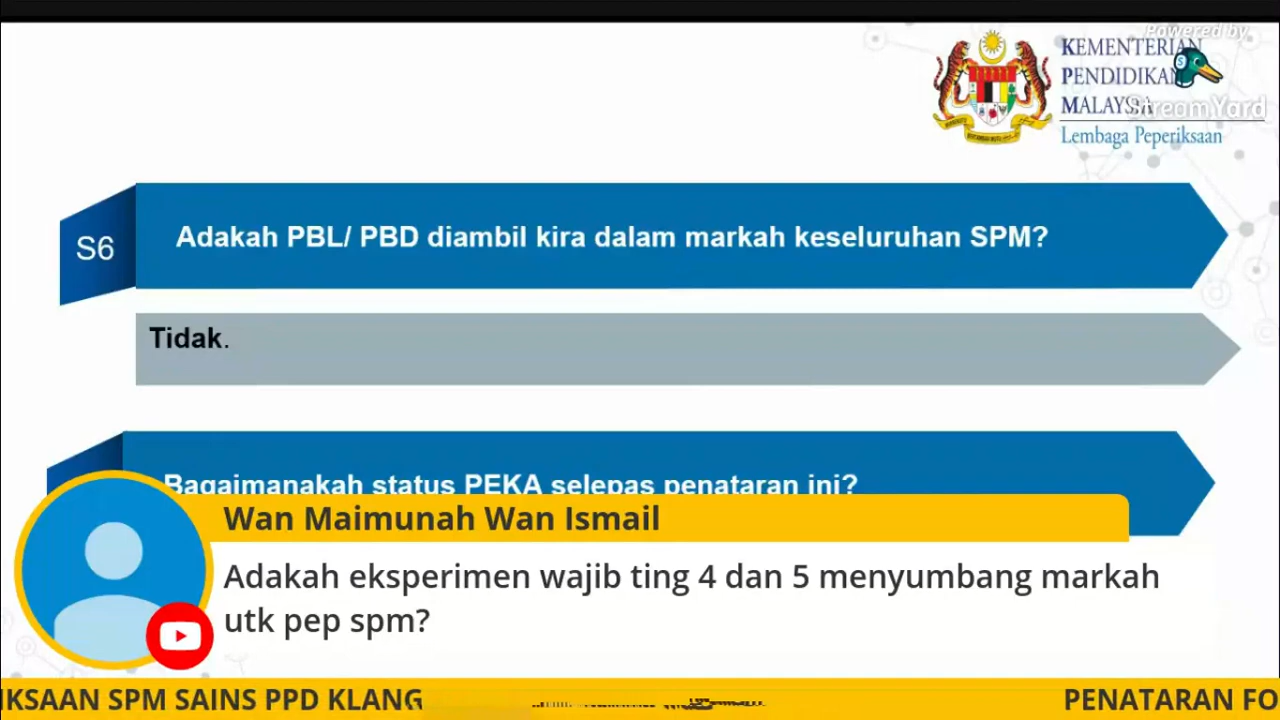 Powered by
StreamYard
KEMENTERIAN
PENDIDIKAN
MALAYSIA
Lembaga Peperiksaan
S6
Adakah PBL/ PBD diambil kira dalam markah keseluruhan SPM?
Tidak.
Bagaimanakah status PEKA selepas penataran ini?
Wan Maimunah Wan Ismail
Adakah eksperimen wajib ting 4 dan 5 menyumbang markah
utk pep spm?
IKSAAN SPM SAINS PPD KLANG
PENATARAN FO